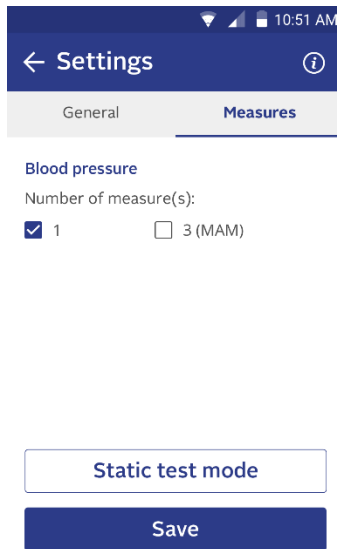 10:51 AM
Settings
General Measures
Blood pressure
Number of measure(s):
1 3 (MAM)
Static test mode
Save